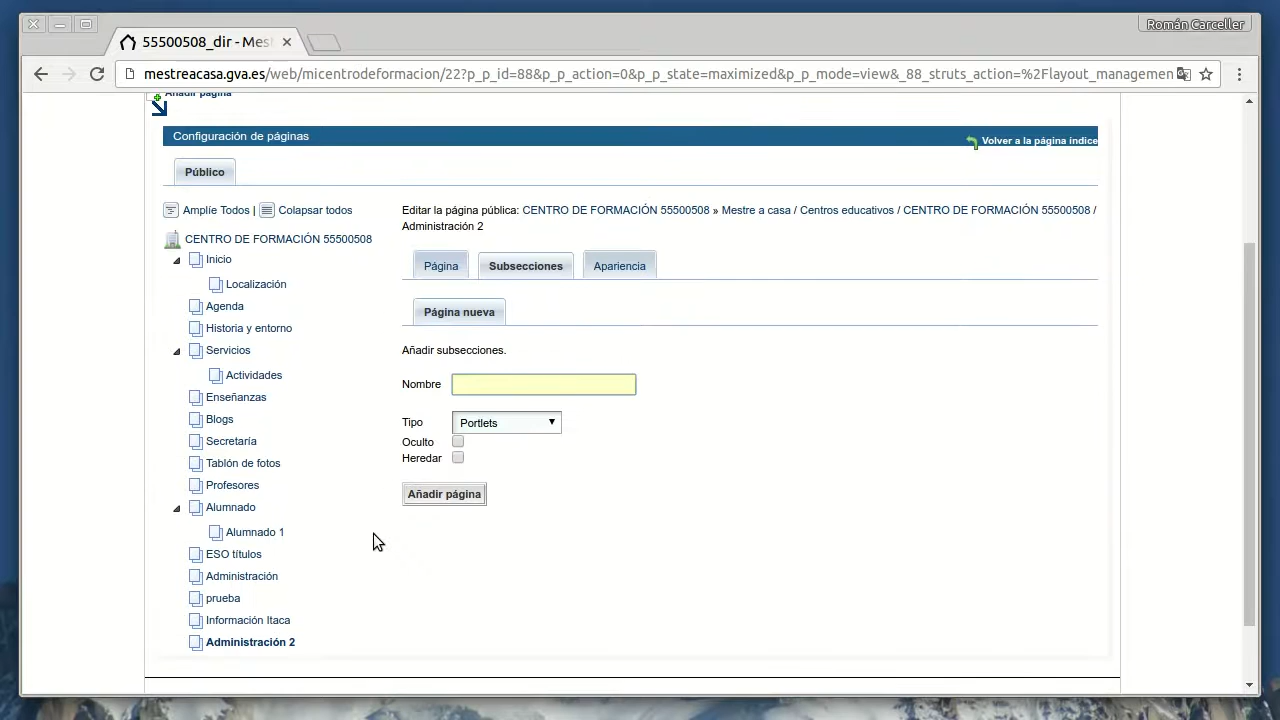 Román Carceller
55500508_dir - Mes
mestreacasa.gva.es/web/micentrodeformacion/22?p_p_id=88&p_p_action=0&p_p_state=maximized&p_p_mode=view&_88_struts_action=%2Flayout_managemen
Añadir página
Configuración de páginas
Volver a la página índice
Público
Amplíe Todos | Colapsar todos
CENTRO DE FORMACIÓN 55500508
Inicio
Localización
Agenda
Historia y entorno
Servicios
Actividades
Enseñanzas
Blogs
Secretaría
Tablón de fotos
Profesores
Alumnado
Alumnado 1
ESO títulos
Administración
prueba
Información Itaca
Administración 2
Editar la página pública: CENTRO DE FORMACIÓN 55500508 » Mestre a casa / Centros educativos / CENTRO DE FORMACIÓN 55500508 /
Administración 2
Página
Subsecciones
Apariencia
Página nueva
Añadir subsecciones.
Nombre
Tipo
Portlets
Oculto
Heredar
Añadir página